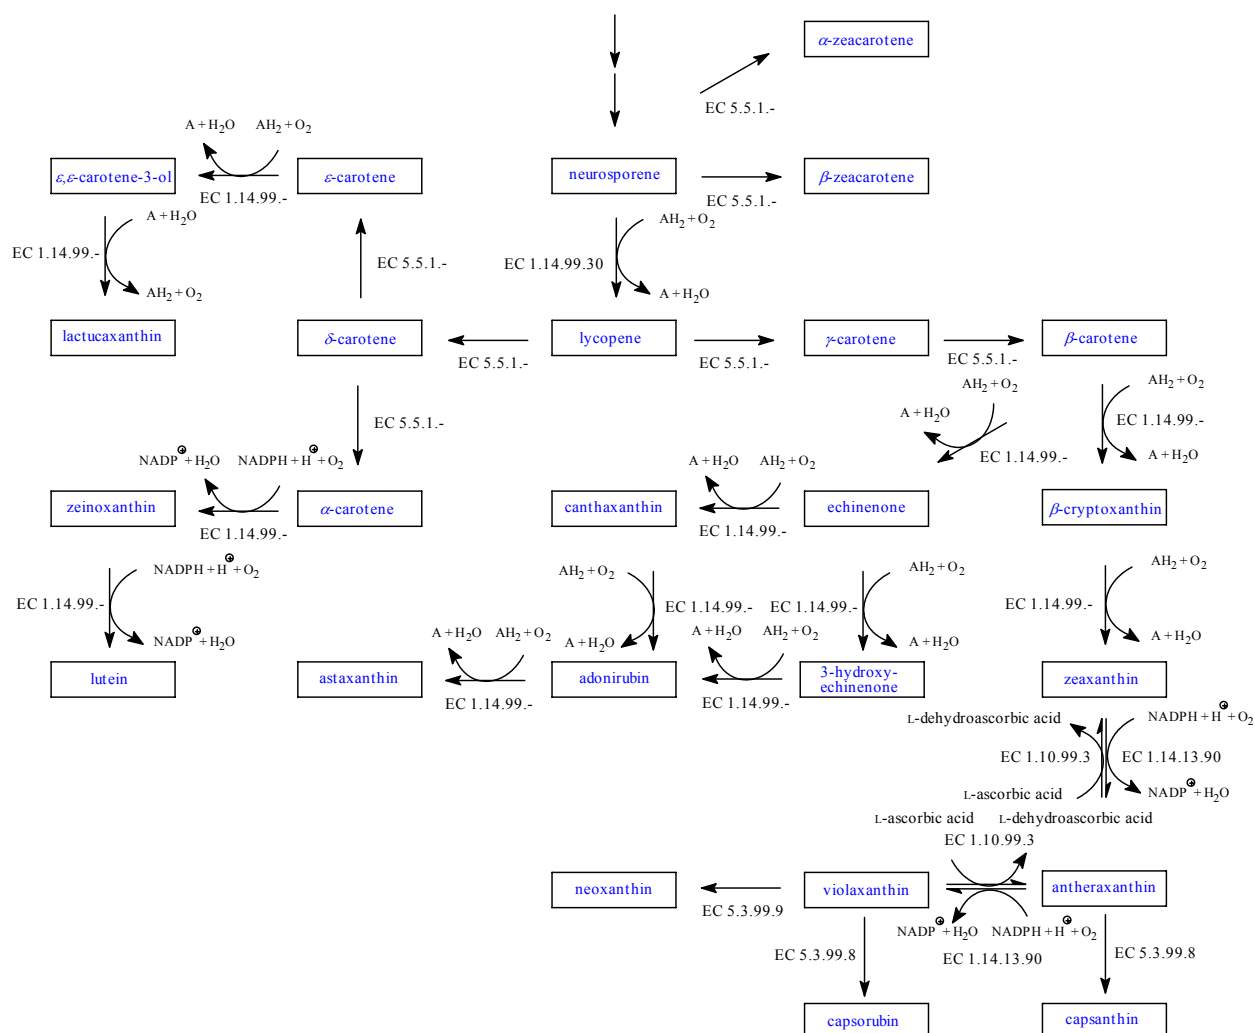 α-zeacarotene
EC 5.5.1.-
A + H2O AH2 + O2
ε,ε-carotene-3-ol
ε-carotene
neurosporene
β-zeacarotene
EC 1.14.99.-
EC 5.5.1.-
A + H2O
AH2 + O2
EC 1.14.99.-
EC 5.5.1.-
EC 1.14.99.30
AH2 + O2
A + H2O
lactucaxanthin
δ-carotene
lycopene
γ-carotene
β-carotene
EC 5.5.1.-
EC 5.5.1.-
EC 5.5.1.-
AH2 + O2
AH2 + O2
A + H2O
EC 1.14.99.-
EC 5.5.1.-
EC 1.14.99.-
A + H2O
NADP⊕ + H2O NADPH + H⊕ + O2
A + H2O AH2 + O2
zeinoxanthin
α-carotene
canthaxanthin
echinenone
β-cryptoxanthin
EC 1.14.99.-
EC 1.14.99.-
NADPH + H⊕ + O2
AH2 + O2
AH2 + O2
AH2 + O2
EC 1.14.99.-
EC 1.14.99.-
EC 1.14.99.-
EC 1.14.99.-
NADP⊕ + H2O
A + H2O AH2 + O2
A + H2O
A + H2O AH2 + O2
A + H2O
A + H2O
lutein
astaxanthin
adonirubin
3-hydroxy-
echinenone
zeaxanthin
EC 1.14.99.-
EC 1.14.99.-
L-dehydroascorbic acid
NADPH + H⊕ + O2
EC 1.10.99.3
EC 1.14.13.90
L-ascorbic acid
NADP⊕ + H2O
L-ascorbic acid
L-dehydroascorbic acid
EC 1.10.99.3
neoxanthin
violaxanthin
antheraxanthin
EC 5.3.99.9
NADP⊕ + H2O NADPH + H⊕ + O2
EC 5.3.99.8
EC 1.14.13.90
EC 5.3.99.8
capsorubin
capsanthin